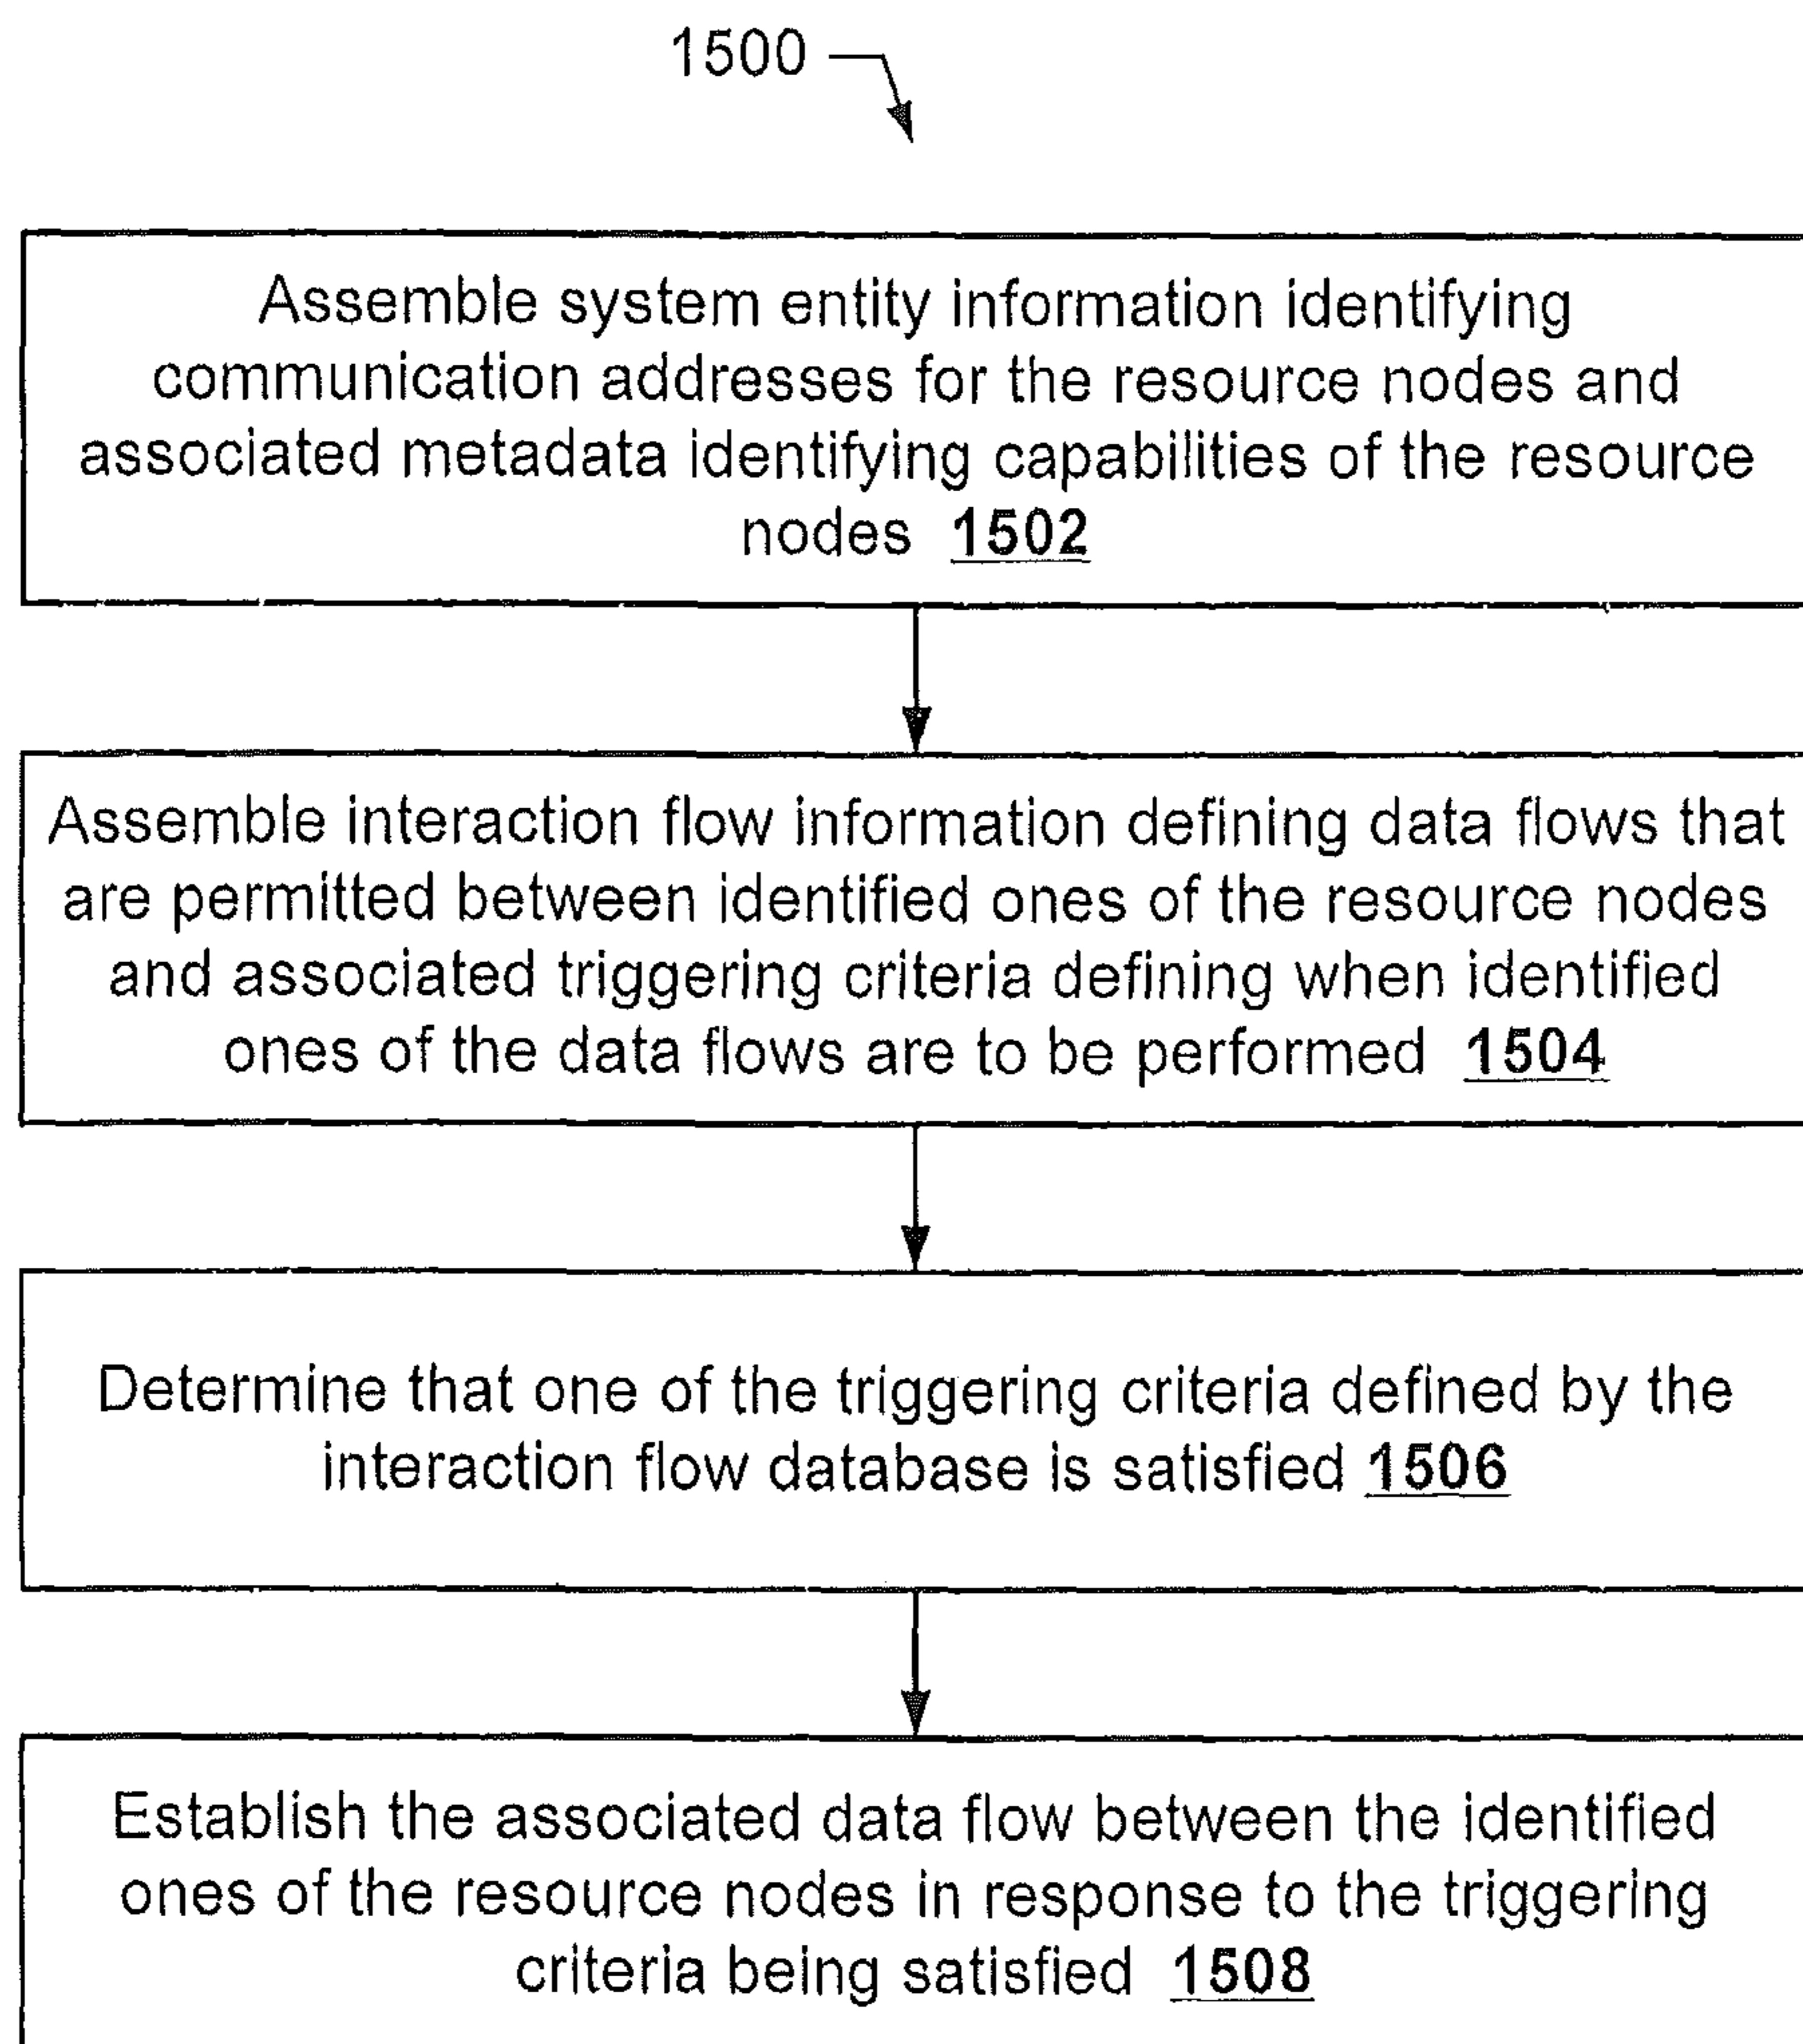 1500
Assemble system entity information identifying
communication addresses for the resource nodes and
associated metadata identifying capabilities of the resource
nodes 1502
Assemble interaction flow information defining data flows that
are permitted between identified ones of the resource nodes
and associated triggering criteria defining when identified
ones of the data flows are to be performed 1504
Determine that one of the triggering criteria defined by the
interaction flow database is satisfied 1506
Establish the associated data flow between the identified
ones of the resource nodes in response to the triggering
criteria being satisfied 1508